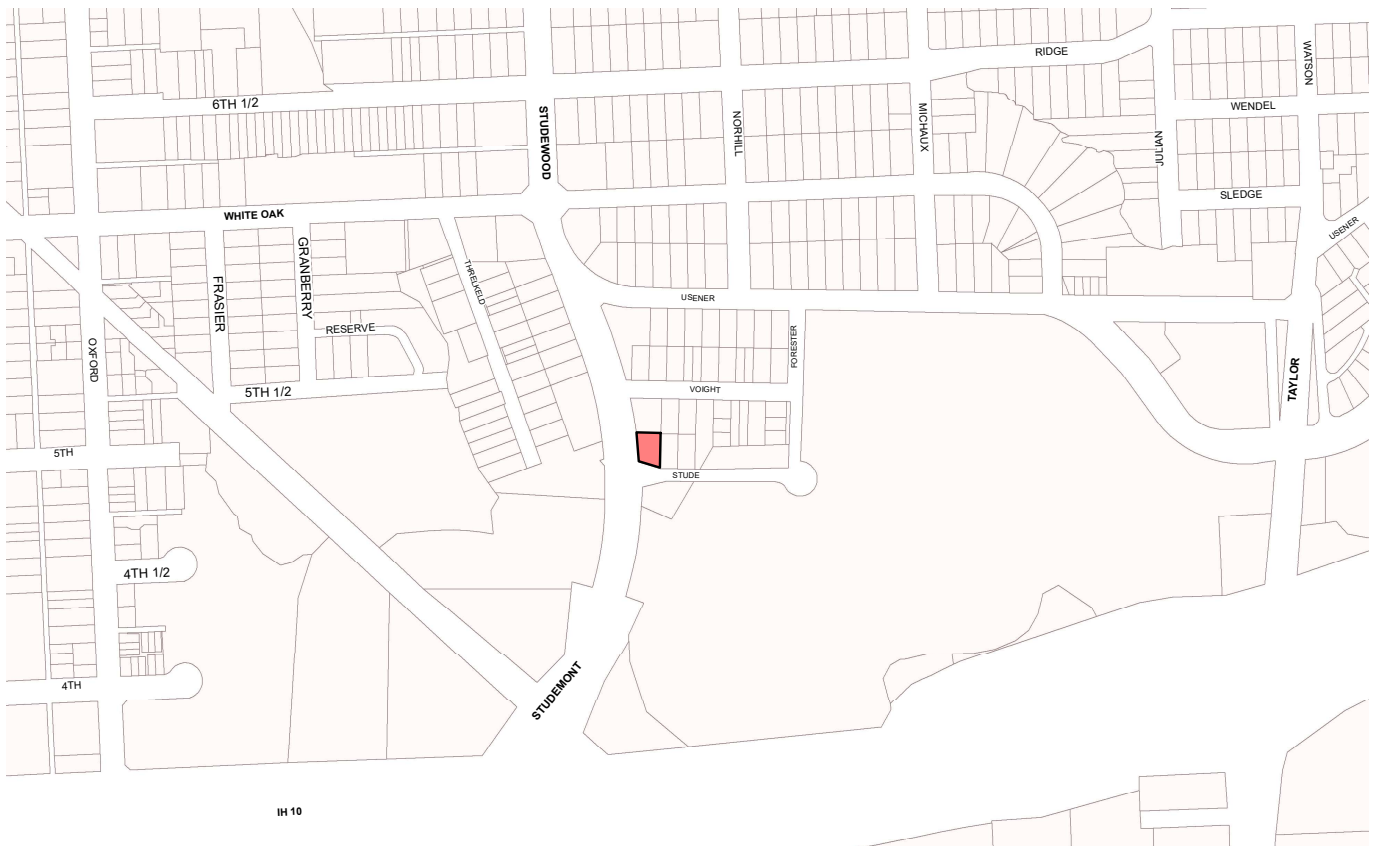 RIDGE
WATSON
6TH 1/2
WENDEL
STUDEWOOD
NORHILL
MICHAUX
JULIAN
SLEDGE
WHITE OAK
USENER
GRANBERRY
THRELKELD
FRASIER
USENER
RESERVE
FORESTER
OXFORD
TAYLOR
5TH 1/2
VOIGHT
5TH
STUDE
4TH 1/2
4TH
STUDEMONT
IH 10